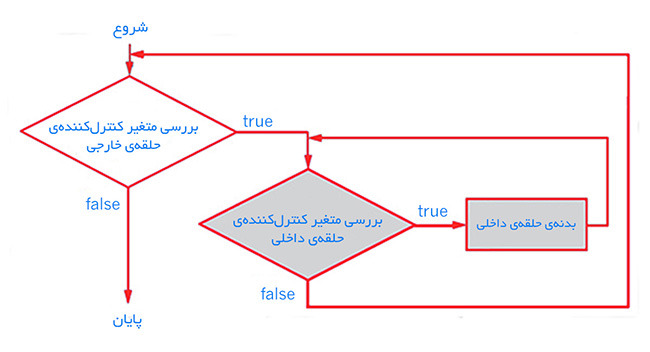 شروع
بررسی متغیر کنترل‌کننده‌ی
حلقه‌ی خارجی
true
false
بررسی متغیر کنترل‌کننده‌ی
حلقه‌ی داخلی
true
بدنه‌ی حلقه‌ی داخلی
false
پایان